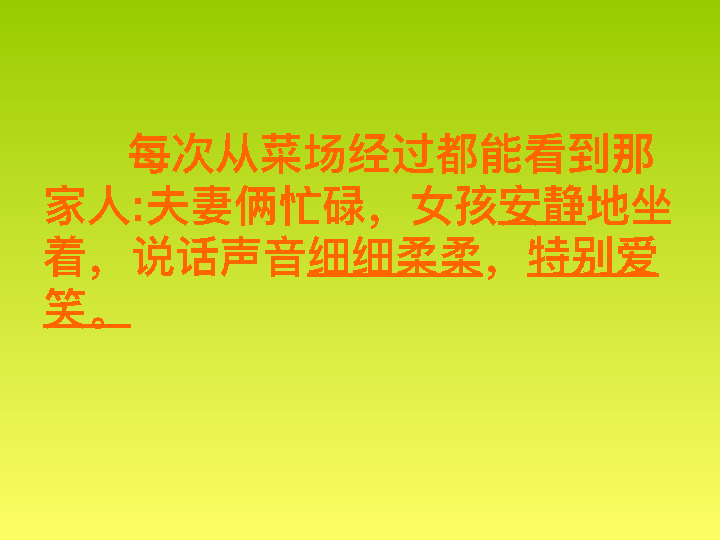 每次从菜场经过都能看到那
家人:夫妻俩忙碌，女孩安静地坐
着，说话声音细细柔柔，特别爱
笑。